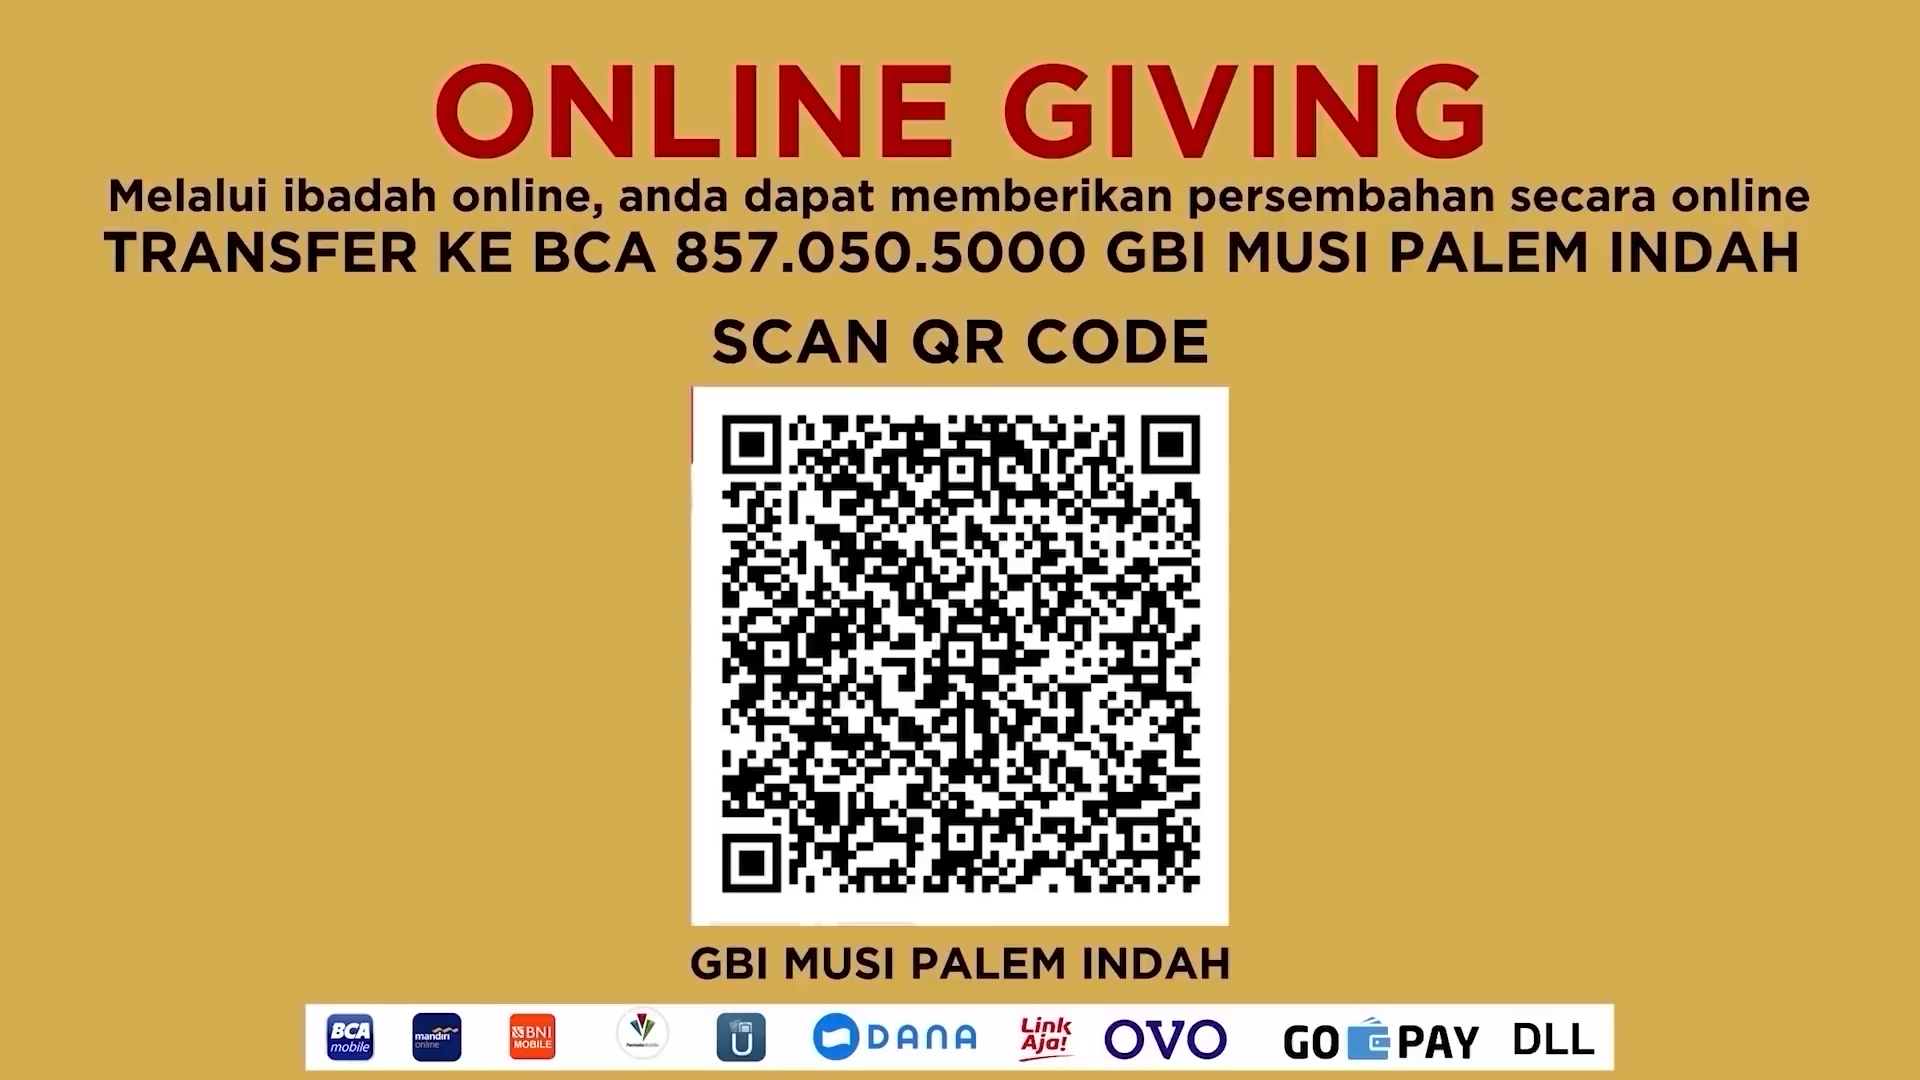 ONLINE GIVING
Melalui ibadah online, anda dapat memberikan persembahan secara online
TRANSFER KE BCA 857.050.5000 GBI MUSI PALEM INDAH
SCAN QR CODE
GBI MUSI PALEM INDAH
BCA mobile
mandiri online
BNI MOBILE
PermataMobile
U
DANA
Link Aja!
OVO
GO PAY
DLL